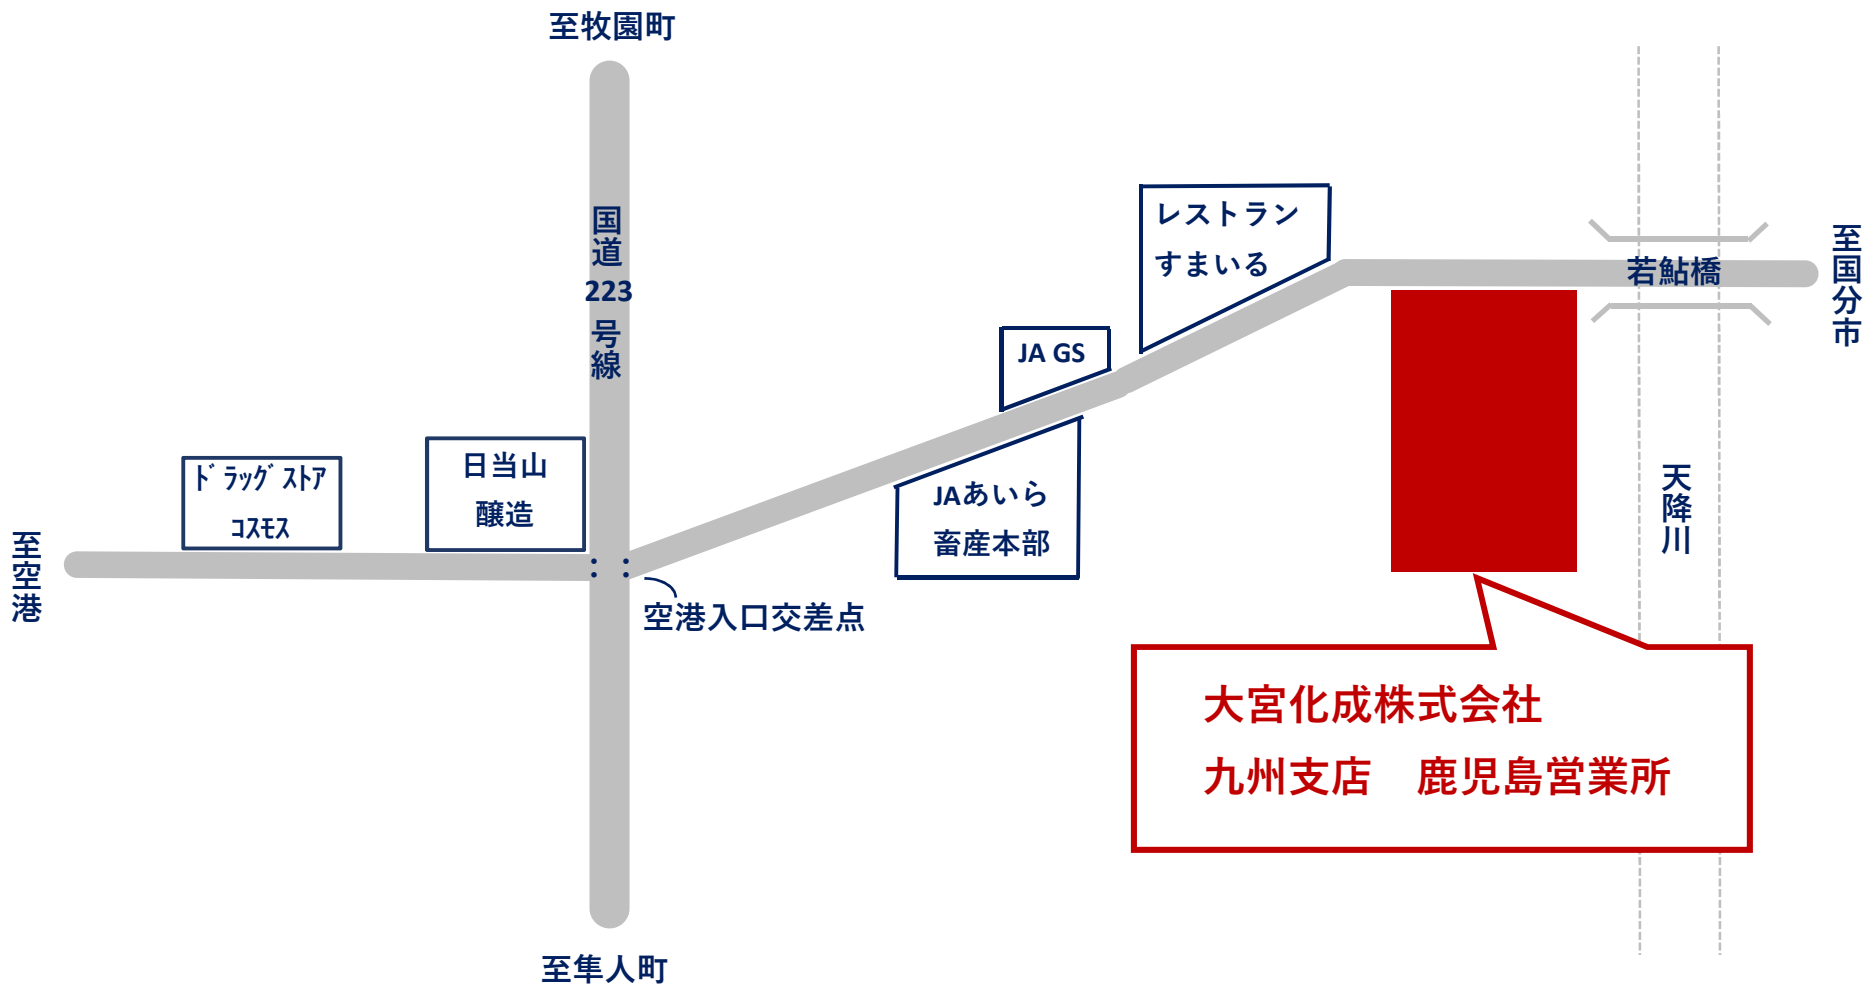 至牧園町
国道
223
号線
レストラン
すまいる
若鮎橋
至国分市
JA GS
ﾄﾞﾗｯｸﾞｽﾄｱ
ｺｽﾓｽ
日当山
醸造
JAあいら
畜産本部
天降川
至空港
空港入口交差点
大宮化成株式会社
九州支店　鹿児島営業所
至隼人町